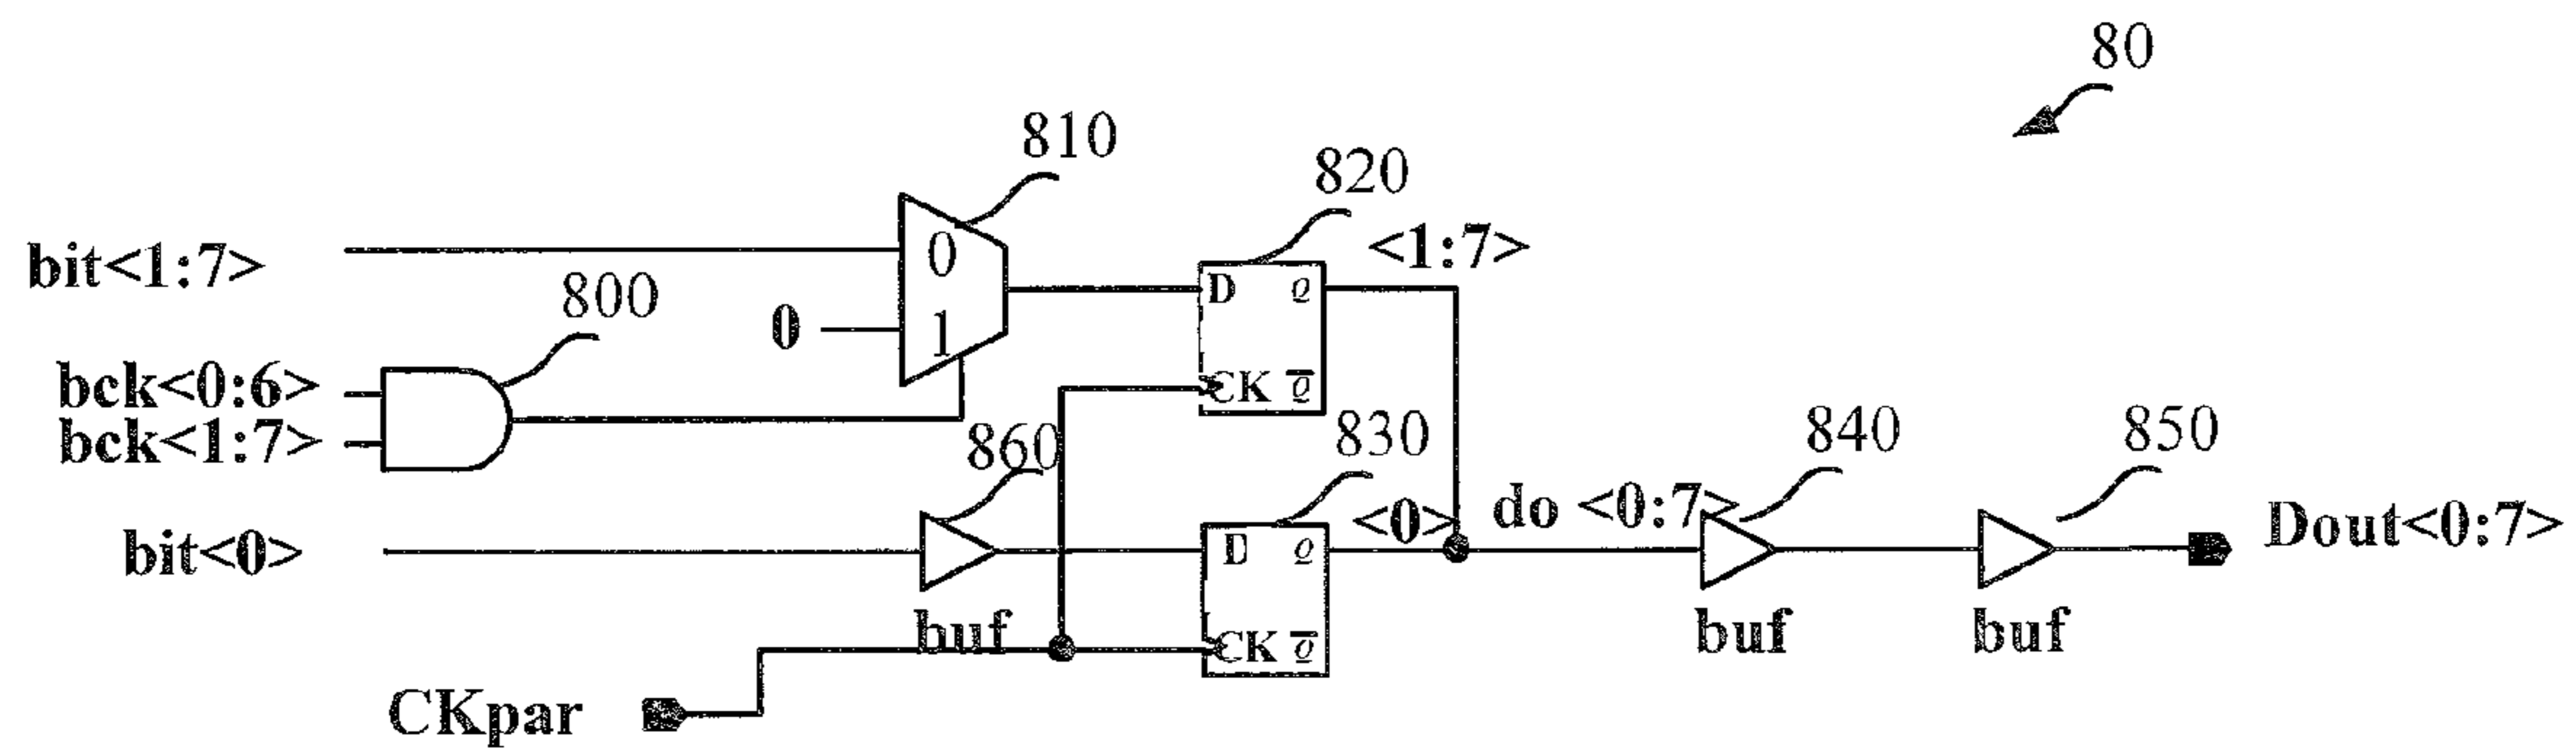 80
810
820
<1:7>
bit<1:7>
0
D Q
800
0
1
bck<0:6>
CK Q̅
bck<1:7>
860
830
840
850
<0>
do <0:7>
Dout<0:7>
bit<0>
D Q
buf
CK Q̅
buf
buf
CKpar